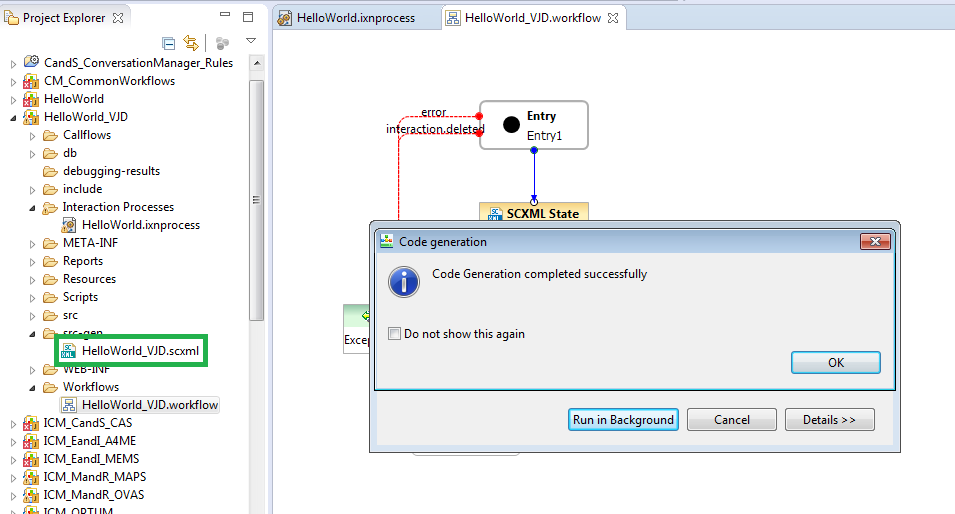 Project Explorer
CandS_ConversationManager_Rules
CM_CommonWorkflows
HelloWorld
HelloWorld_VJD
Callflows
db
debugging-results
include
Interaction Processes
HelloWorld.ixnprocess
META-INF
Reports
Resources
Scripts
src
src-gen
HelloWorld_VJD.scxml
WEB-INF
Workflows
HelloWorld_VJD.workflow
ICM_CandS_CAS
ICM_EandI_A4ME
ICM_EandI_MEMS
ICM_MandR_MAPS
ICM_MandR_OVAS
ICM_OPTUM
HelloWorld.ixnprocess
HelloWorld_VJD.workflow
error
interaction.deleted
Entry
Entry1
SCXML State
Excep
Code generation
Code Generation completed successfully
Do not show this again
OK
Run in Background
Cancel
Details >>